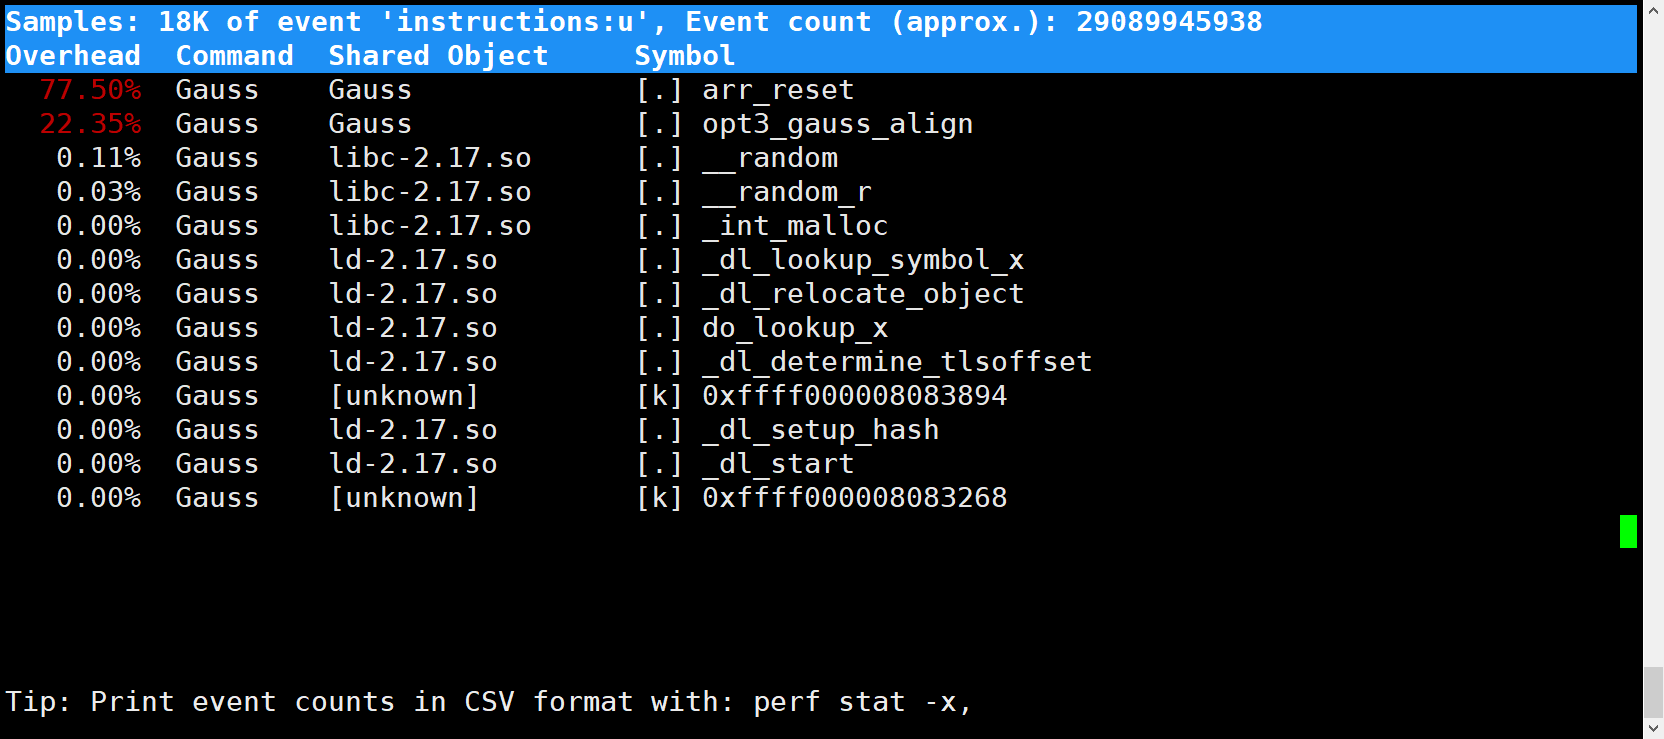 Samples: 18K of event 'instructions:u', Event count (approx.): 29089945938
Overhead  Command  Shared Object     Symbol
  77.50%  Gauss    Gauss             [.] arr_reset
  22.35%  Gauss    Gauss             [.] opt3_gauss_align
   0.11%  Gauss    libc-2.17.so      [.] __random
   0.03%  Gauss    libc-2.17.so      [.] __random_r
   0.00%  Gauss    libc-2.17.so      [.] _int_malloc
   0.00%  Gauss    ld-2.17.so        [.] _dl_lookup_symbol_x
   0.00%  Gauss    ld-2.17.so        [.] _dl_relocate_object
   0.00%  Gauss    ld-2.17.so        [.] do_lookup_x
   0.00%  Gauss    ld-2.17.so        [.] _dl_determine_tlsoffset
   0.00%  Gauss    [unknown]         [k] 0xffff000008083894
   0.00%  Gauss    ld-2.17.so        [.] _dl_setup_hash
   0.00%  Gauss    ld-2.17.so        [.] _dl_start
   0.00%  Gauss    [unknown]         [k] 0xffff000008083268
Tip: Print event counts in CSV format with: perf stat -x,